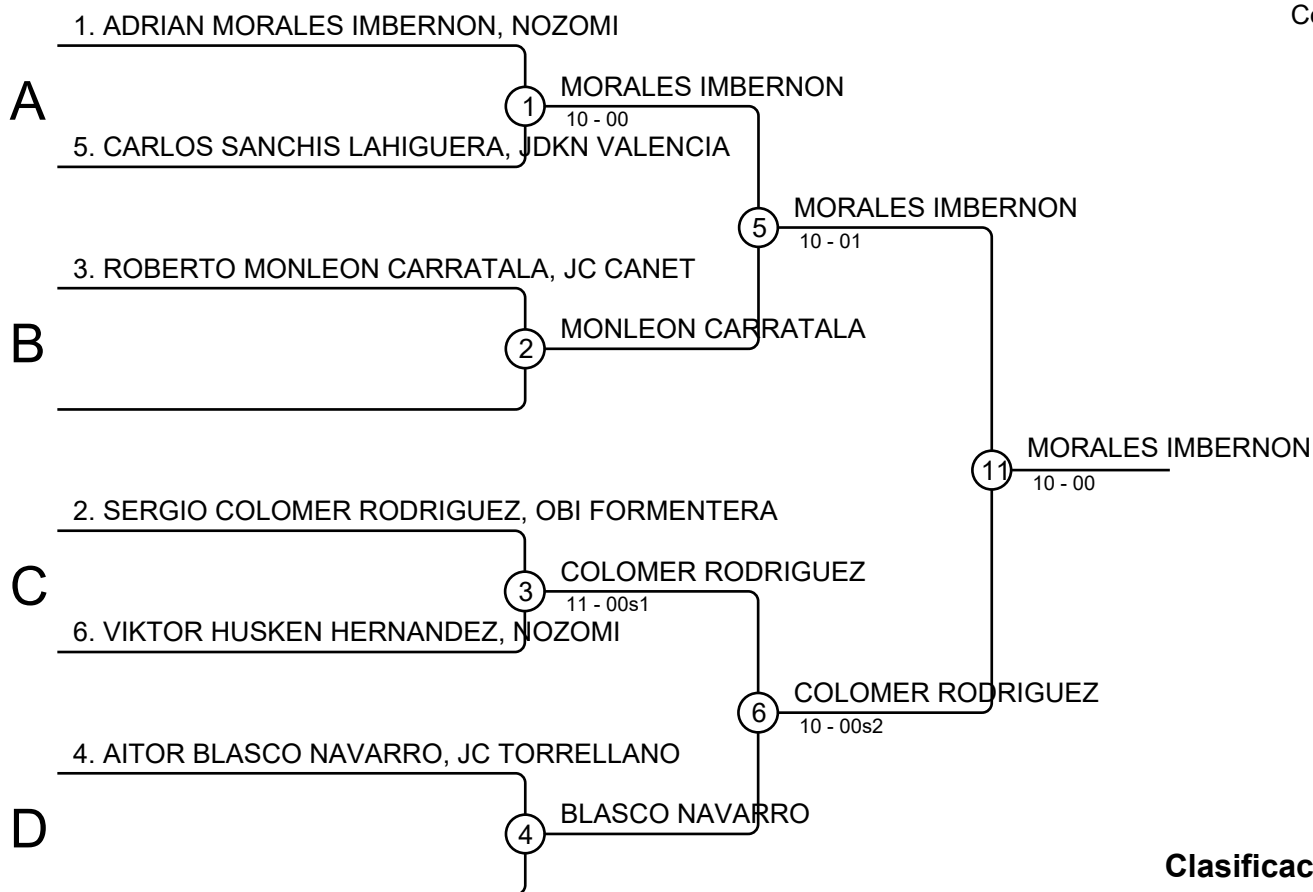 Co
1. ADRIAN MORALES IMBERNON, NOZOMI
A
1
MORALES IMBERNON
10 - 00
5. CARLOS SANCHIS LAHIGUERA, JDKN VALENCIA
5
MORALES IMBERNON
10 - 01
3. ROBERTO MONLEON CARRATALA, JC CANET
B
2
MONLEON CARRATALA
11
MORALES IMBERNON
10 - 00
2. SERGIO COLOMER RODRIGUEZ, OBI FORMENTERA
C
3
COLOMER RODRIGUEZ
11 - 00s1
6. VIKTOR HUSKEN HERNANDEZ, NOZOMI
6
COLOMER RODRIGUEZ
10 - 00s2
4. AITOR BLASCO NAVARRO, JC TORRELLANO
D
4
BLASCO NAVARRO
Clasificac